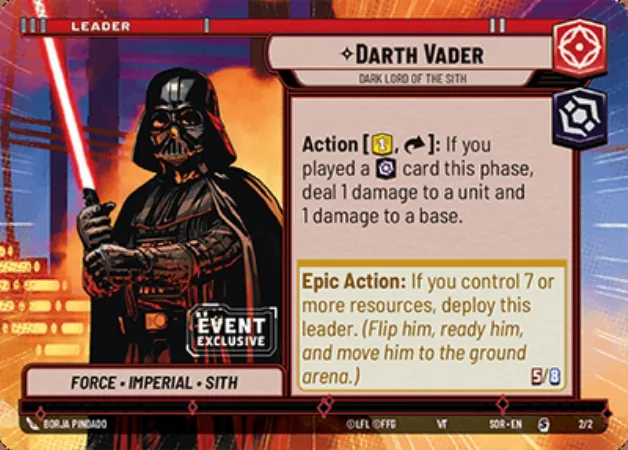 LEADER
DARTH VADER
DARK LORD OF THE SITH
Action [1, ]: If you
played a card this phase,
deal 1 damage to a unit and
1 damage to a base.
Epic Action: If you control 7 or
more resources, deploy this
leader. (Flip him, ready him,
and move him to the ground
arena.)
5/8
EVENT
EXCLUSIVE
FORCE • IMPERIAL • SITH
BORJA PINDADO
©LFL ©FFG
SOR • EN
2/2